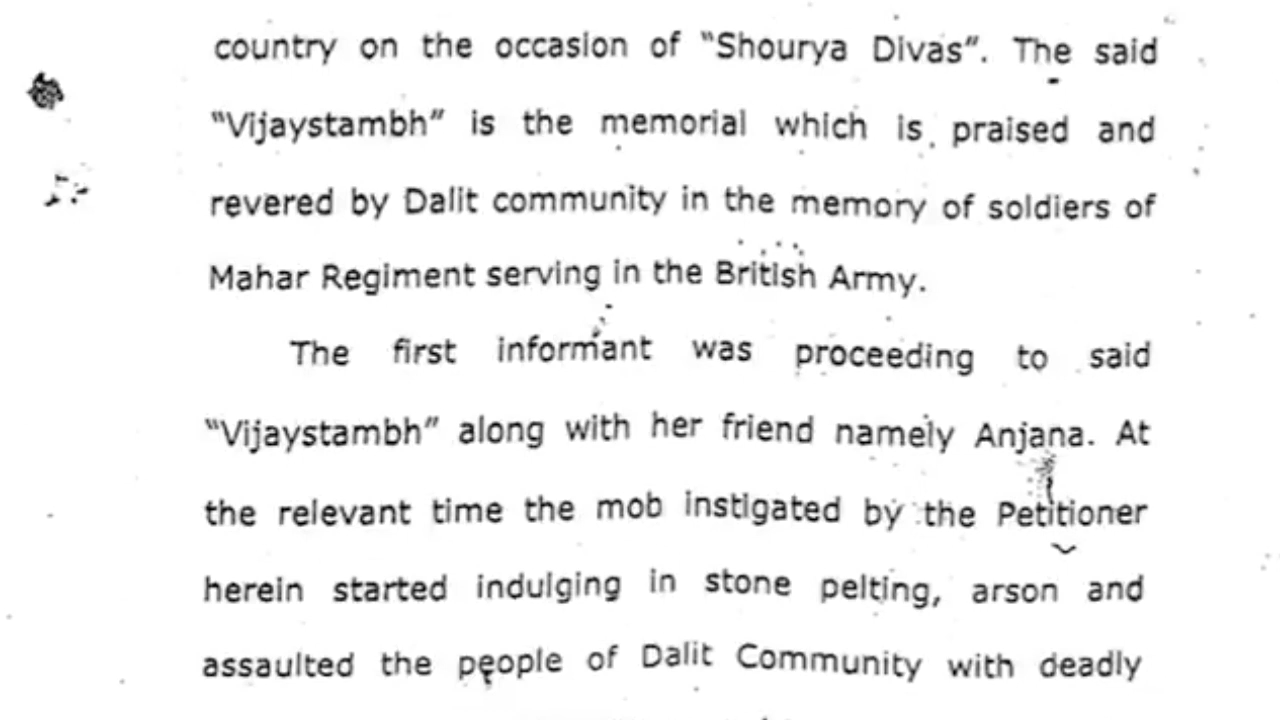 country on the occasion of "Shourya Divas". The said
"Vijaystambh" is the memorial which is praised and
revered by Dalit community in the memory of soldiers of
Mahar Regiment serving in the British Army.
The first informant was proceeding to said
"Vijaystambh" along with her friend namely Anjana. At
the relevant time the mob instigated by the Petitioner
herein started indulging in stone pelting, arson and
assaulted the people of Dalit Community with deadly